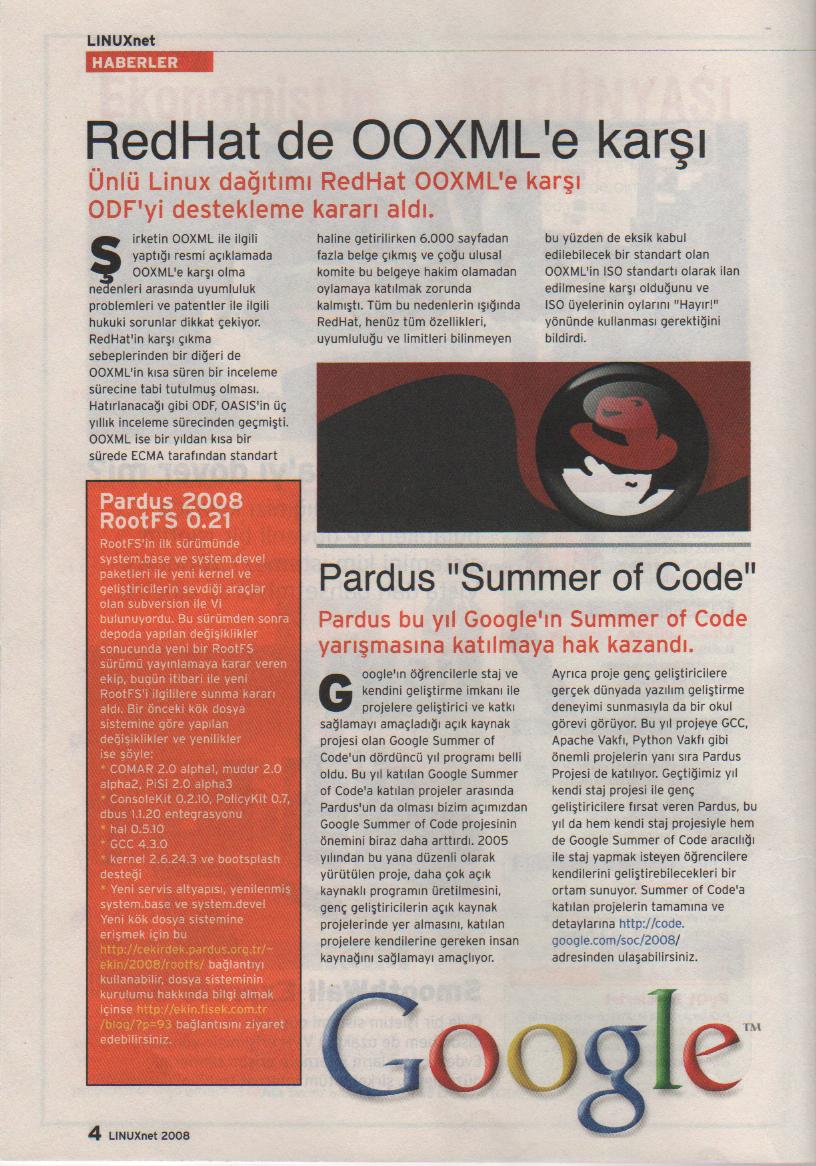 LINUXnet
HABERLER
RedHat de OOXML'e karşı
Ünlü Linux dağıtımı RedHat OOXML'e karşı
ODF'yi destekleme kararı aldı.
Şirketin OOXML ile ilgili
yaptığı resmi açıklamada
OOXML'e karşı olma
nedenleri arasında uyumluluk
problemleri ve patentler ile ilgili
hukuki sorunlar dikkat çekiyor.
RedHat'in karşı çıkma
sebeplerinden bir diğeri de
OOXML'in kısa süren bir inceleme
sürecine tabi tutulmuş olması.
Hatırlanacağı gibi ODF, OASIS'in üç
yıllık inceleme sürecinden geçmişti.
OOXML ise bir yıldan kısa bir
sürede ECMA tarafından standart
haline getirilirken 6.000 sayfadan
fazla belge çıkmış ve çoğu ulusal
komite bu belgeye hakim olamadan
oylamaya katılmak zorunda
kalmıştı. Tüm bu nedenlerin ışığında
RedHat, henüz tüm özellikleri,
uyumluluğu ve limitleri bilinmeyen
bu yüzden de eksik kabul
edilebilecek bir standart olan
OOXML'in ISO standartı olarak ilan
edilmesine karşı olduğunu ve
ISO üyelerinin oylarını "Hayır!"
yönünde kullanması gerektiğini
bildirdi.
Pardus 2008
RootFS 0.21
RootFS'in ilk sürümünde
system.base ve system.devel
paketleri ile yeni kernel ve
geliştiricilerin sevdiği araçlar
olan subversion ile Vi
bulunuyordu. Bu sürümden sonra
depoda yapılan değişiklikler
sonucunda yeni bir RootFS
sürümü yayınlamaya karar veren
ekip, bugün itibari ile yeni
RootFS'i ilgililere sunma kararı
aldı. Bir önceki kök dosya
sistemine göre yapılan
değişiklikler ve yenilikler
ise şöyle:
* COMAR 2.0 alpha1, mudur 2.0
alpha2, PiSi 2.0 alpha3
* ConsoleKit 0.2.10, PolicyKit 0.7,
dbus 1.1.20 entegrasyonu
* hal 0.5.10
* GCC 4.3.0
* kernel 2.6.24.3 ve bootsplash
desteği
* Yeni servis altyapısı, yenilenmiş
system.base ve system.devel
Yeni kök dosya sistemine
erişmek için bu
http://cekirdek.pardus.org.tr/~
ekin/2008/rootfs/ bağlantıyı
kullanabilir, dosya sisteminin
kurulumu hakkında bilgi almak
içinse http://ekin.fisek.com.tr
/blog/?p=93 bağlantısını ziyaret
edebilirsiniz.
Pardus "Summer of Code"
Pardus bu yıl Google'ın Summer of Code
yarışmasına katılmaya hak kazandı.
Google'ın öğrencilerle staj ve
kendini geliştirme imkanı ile
projelere geliştirici ve katkı
sağlamayı amaçladığı açık kaynak
projesi olan Google Summer of
Code'un dördüncü yıl programı belli
oldu. Bu yıl katılan Google Summer
of Code'a katılan projeler arasında
Pardus'un da olması bizim açımızdan
Google Summer of Code projesinin
önemini biraz daha arttırdı. 2005
yılından bu yana düzenli olarak
yürütülen proje, daha çok açık
kaynaklı programın üretilmesini,
genç geliştiricilerin açık kaynak
projelerinde yer almasını, katılan
projelere kendilerine gereken insan
kaynağını sağlamayı amaçlıyor.
Ayrıca proje genç geliştiricilere
gerçek dünyada yazılım geliştirme
deneyimi sunmasıyla da bir okul
görevi görüyor. Bu yıl projeye GCC,
Apache Vakfı, Python Vakfı gibi
önemli projelerin yanı sıra Pardus
Projesi de katılıyor. Geçtiğimiz yıl
kendi staj projesi ile genç
geliştiricilere fırsat veren Pardus, bu
yıl da hem kendi staj projesiyle hem
de Google Summer of Code aracılığı
ile staj yapmak isteyen öğrencilere
kendilerini geliştirebilecekleri bir
ortam sunuyor. Summer of Code'a
katılan projelerin tamamına ve
detaylarına http://code.
google.com/soc/2008/
adresinden ulaşabilirsiniz.
Google™
4 LINUXnet 2008